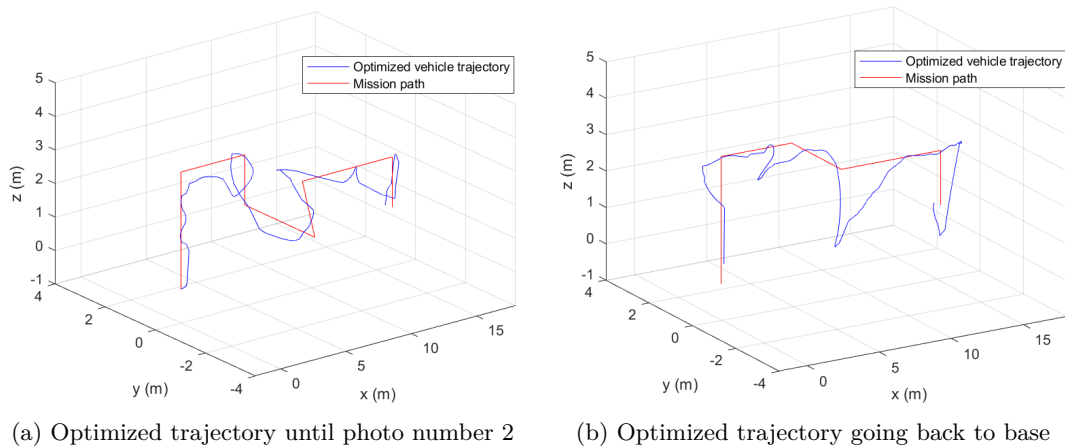 5
4
3
2
1
0
-1
z (m)
4
2
0
-2
-4
y (m)
0
5
10
15
x (m)
Optimized vehicle trajectory
Mission path
(a) Optimized trajectory until photo number 2
5
4
3
2
1
0
-1
z (m)
4
2
0
-2
-4
y (m)
0
5
10
15
x (m)
Optimized vehicle trajectory
Mission path
(b) Optimized trajectory going back to base